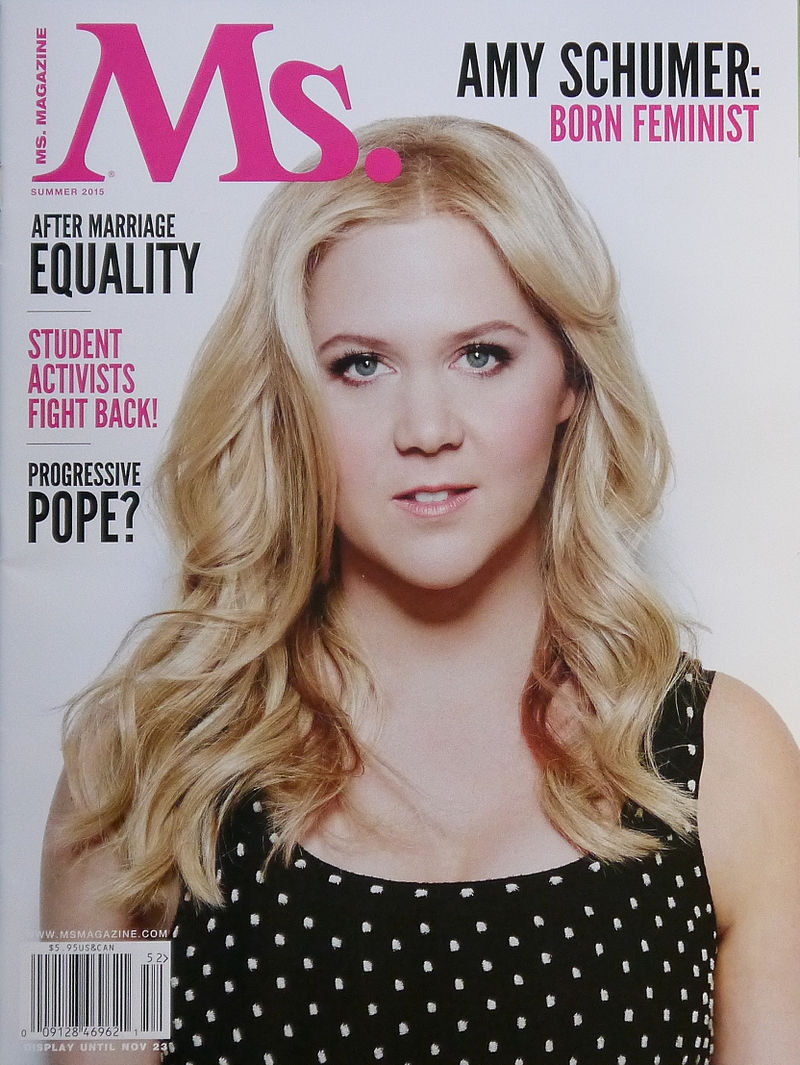 MS. MAGAZINE
Ms.
®
SUMMER 2015
AMY SCHUMER:
BORN FEMINIST
AFTER MARRIAGE
EQUALITY
STUDENT
ACTIVISTS
FIGHT BACK!
PROGRESSIVE
POPE?
WWW.MSMAGAZINE.COM
$5.95US&CAN
52>
0 09128 46962 1
DISPLAY UNTIL NOV 23